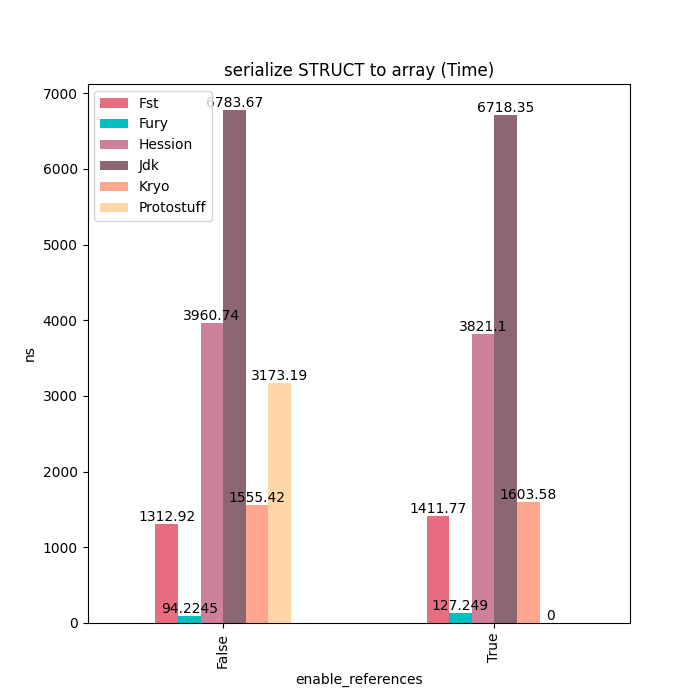 serialize STRUCT to array (Time)
7000
6000
5000
4000
3000
2000
1000
0
ns
Fst
Fury
Hession
Jdk
Kryo
Protostuff
1312.92
94.2245
3960.74
6783.67
1555.42
3173.19
1411.77
127.249
3821.1
6718.35
1603.58
0
False
True
enable_references